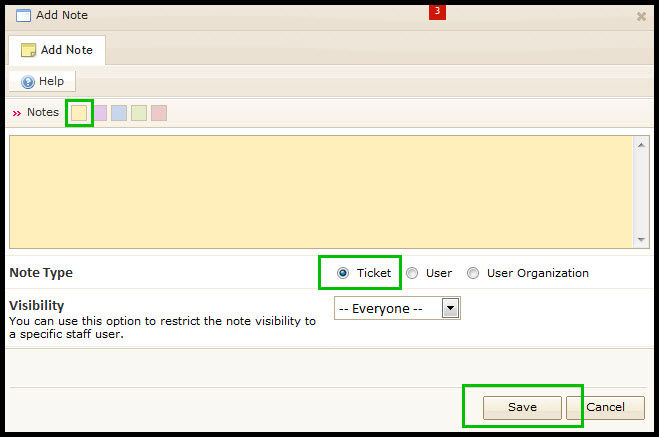 Add Note
3
Add Note
Help
» Notes
Note Type
Ticket
User
User Organization
Visibility
-- Everyone --
You can use this option to restrict the note visibility to
a specific staff user.
Save
Cancel